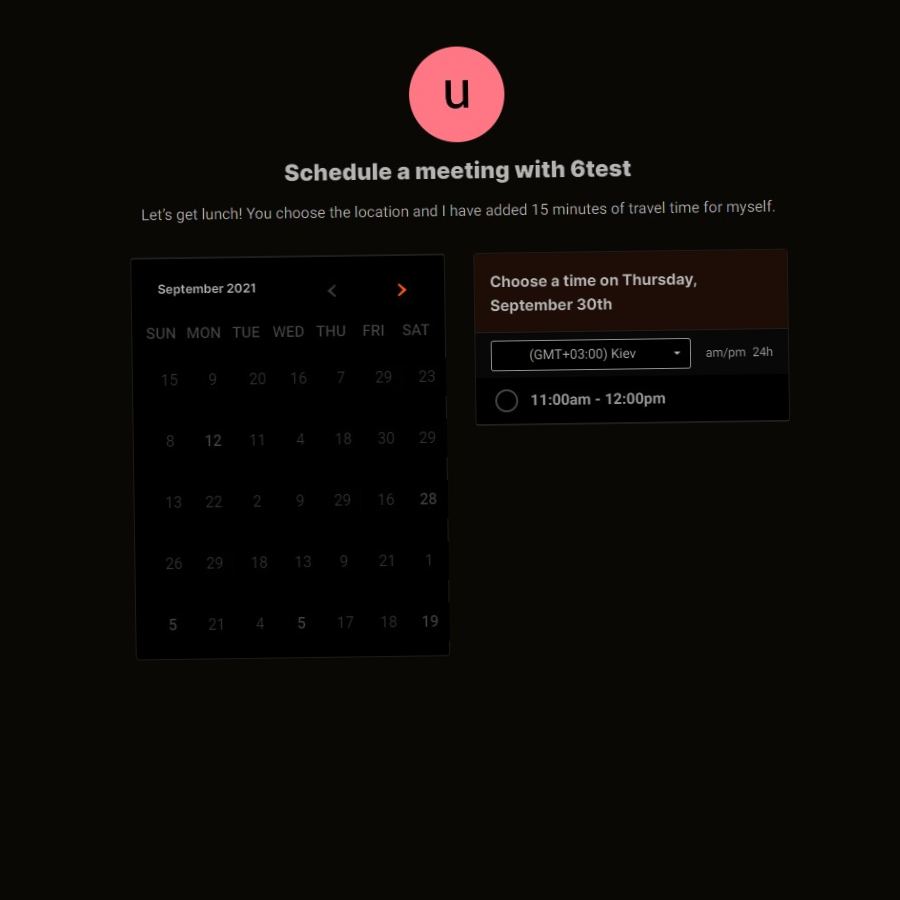 u
Schedule a meeting with 6test
Let's get lunch! You choose the location and I have added 15 minutes of travel time for myself.
September 2021
SUN MON TUE WED THU FRI SAT
15 9 20 16 7 29 23
8 12 11 4 18 30 29
13 22 2 9 29 16 28
26 29 18 13 9 21 1
5 21 4 5 17 18 19
Choose a time on Thursday,
September 30th
(GMT+03:00) Kiev
am/pm 24h
11:00am - 12:00pm